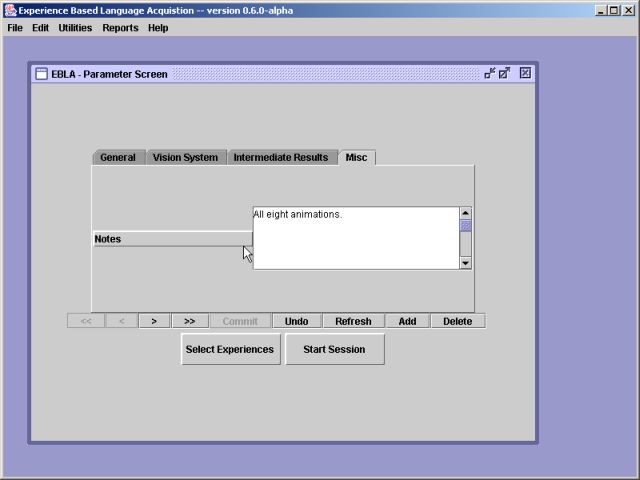 Experience Based Language Acquistion -- version 0.6.0-alpha
File Edit Utilities Reports Help
EBLA - Parameter Screen
General Vision System Intermediate Results Misc
All eight animations.
Notes
<< < > >> Commit Undo Refresh Add Delete
Select Experiences Start Session